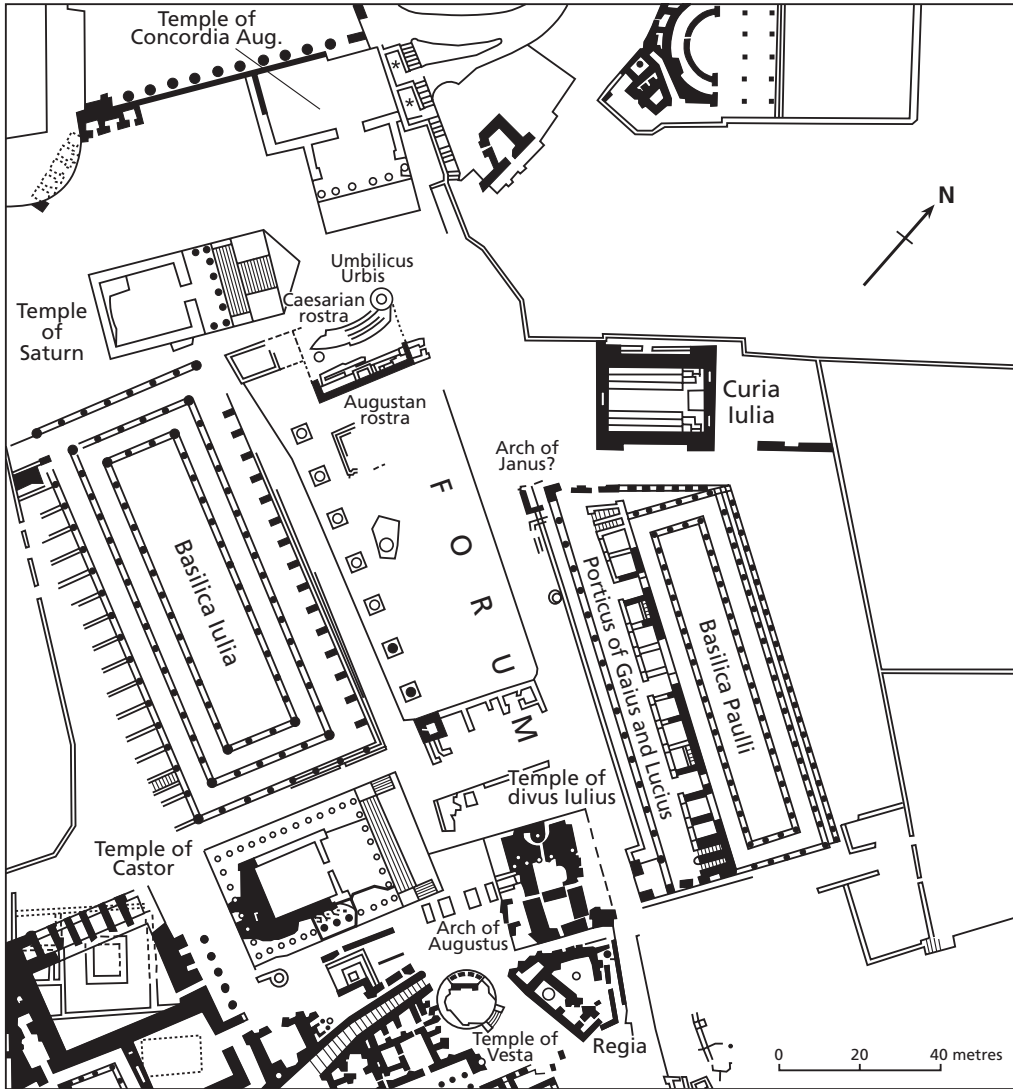 Temple of
Concordia Aug.
*
*
N
Umbilicus
Urbis
Caesarian
rostra
Temple
of
Saturn
Augustan
rostra
Curia
Iulia
Arch of
Janus?
FORUM
Basilica Iulia
Porticus of Gaius and Lucius
Basilica Paulli
Temple of
divus Iulius
Temple of
Castor
Arch of
Augustus
Temple of
Vesta
Regia
0 20 40 metres